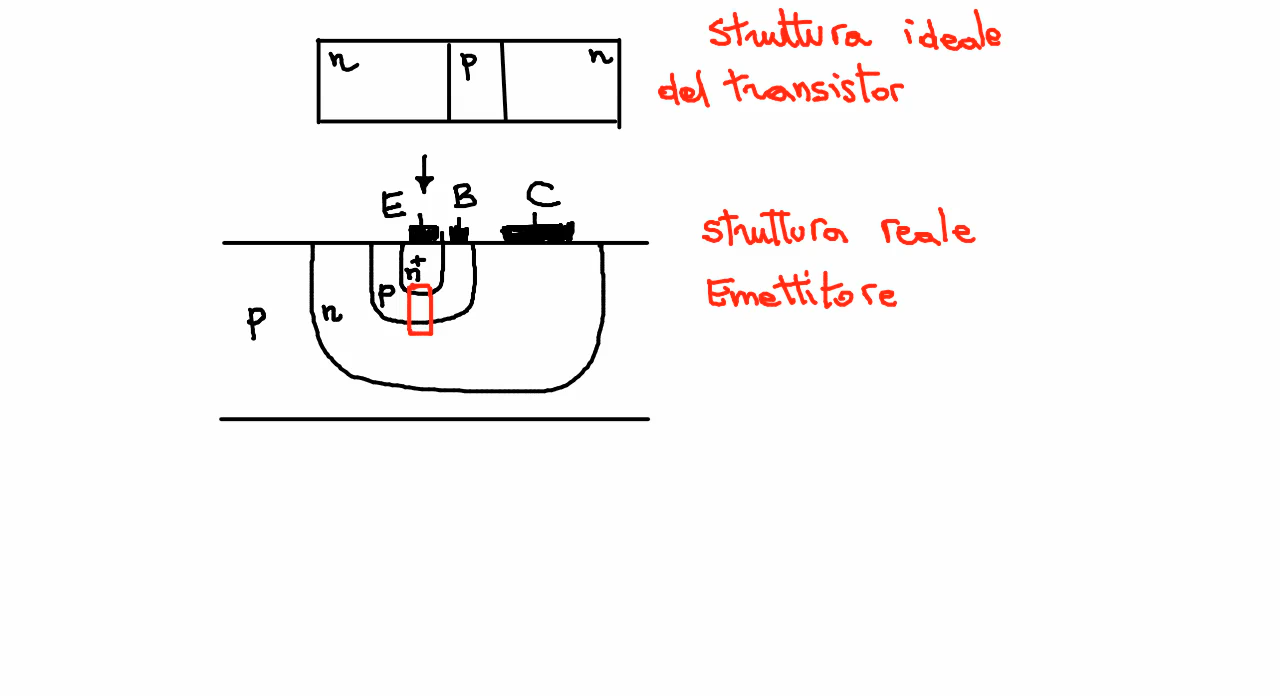 n p n
struttura ideale
del transistor
E B C
n+
p
n
p
struttura reale
Emettitore